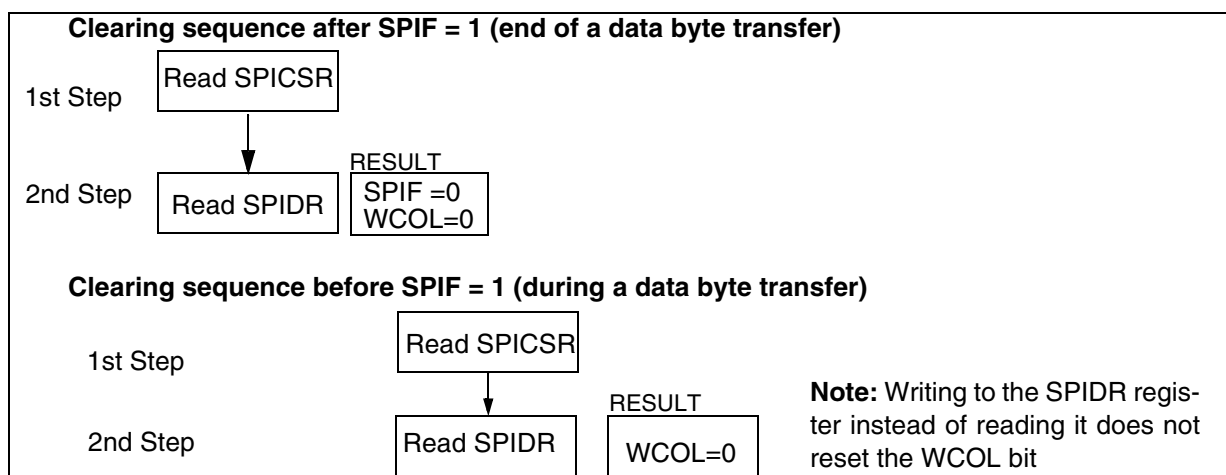 Clearing sequence after SPIF = 1 (end of a data byte transfer)
1st Step
Read SPICSR
2nd Step
Read SPIDR
RESULT
SPIF =0
WCOL=0
Clearing sequence before SPIF = 1 (during a data byte transfer)
1st Step
Read SPICSR
2nd Step
Read SPIDR
RESULT
WCOL=0
Note: Writing to the SPIDR regis-
ter instead of reading it does not
reset the WCOL bit